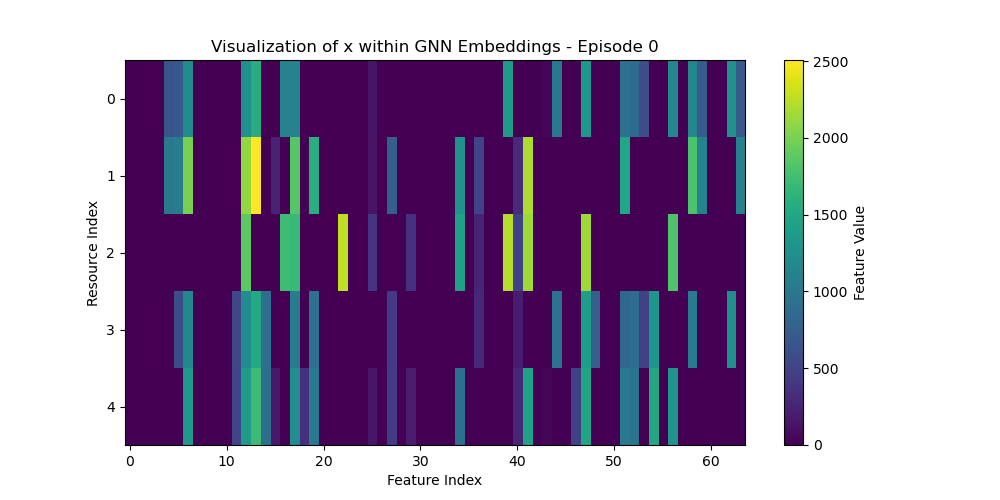 Visualization of x within GNN Embeddings - Episode 0
Resource Index
0
1
2
3
4
0 10 20 30 40 50 60
Feature Index
2500
2000
1500
1000
500
0
Feature Value